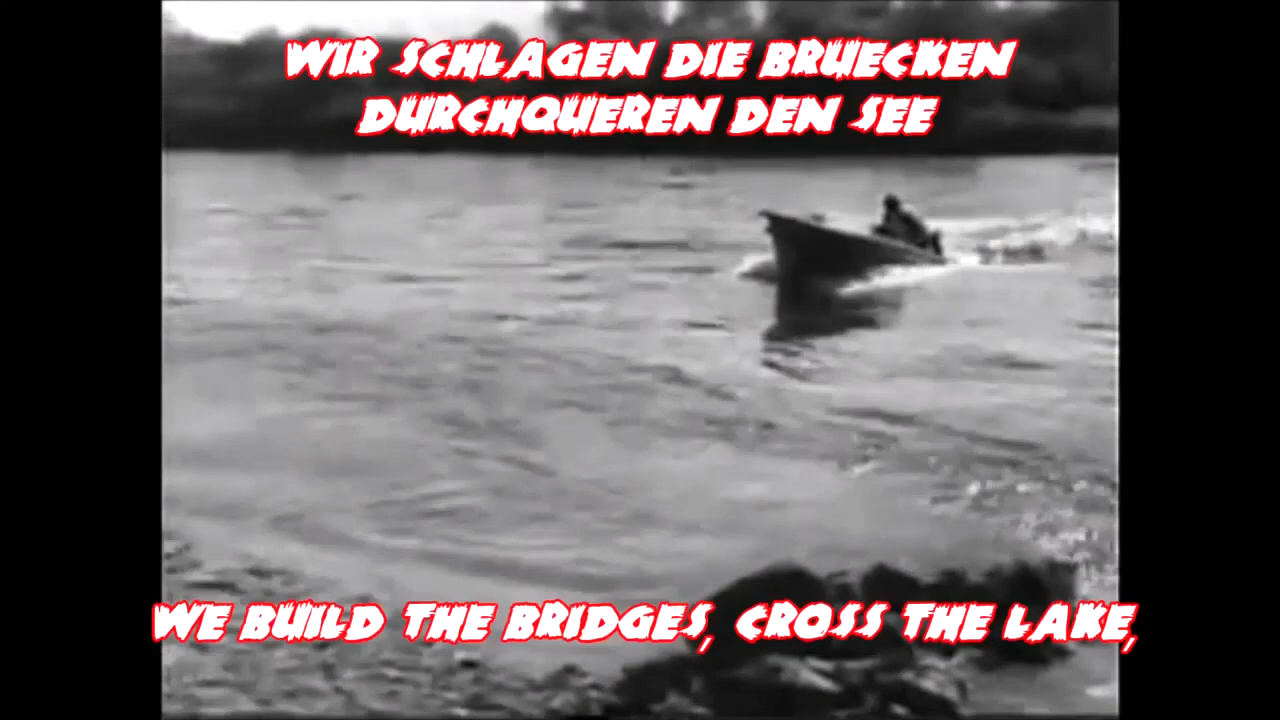 WIR SCHLAGEN DIE BRUECKEN
DURCHQUEREN DEN SEE
WE BUILD THE BRIDGES, CROSS THE LAKE,